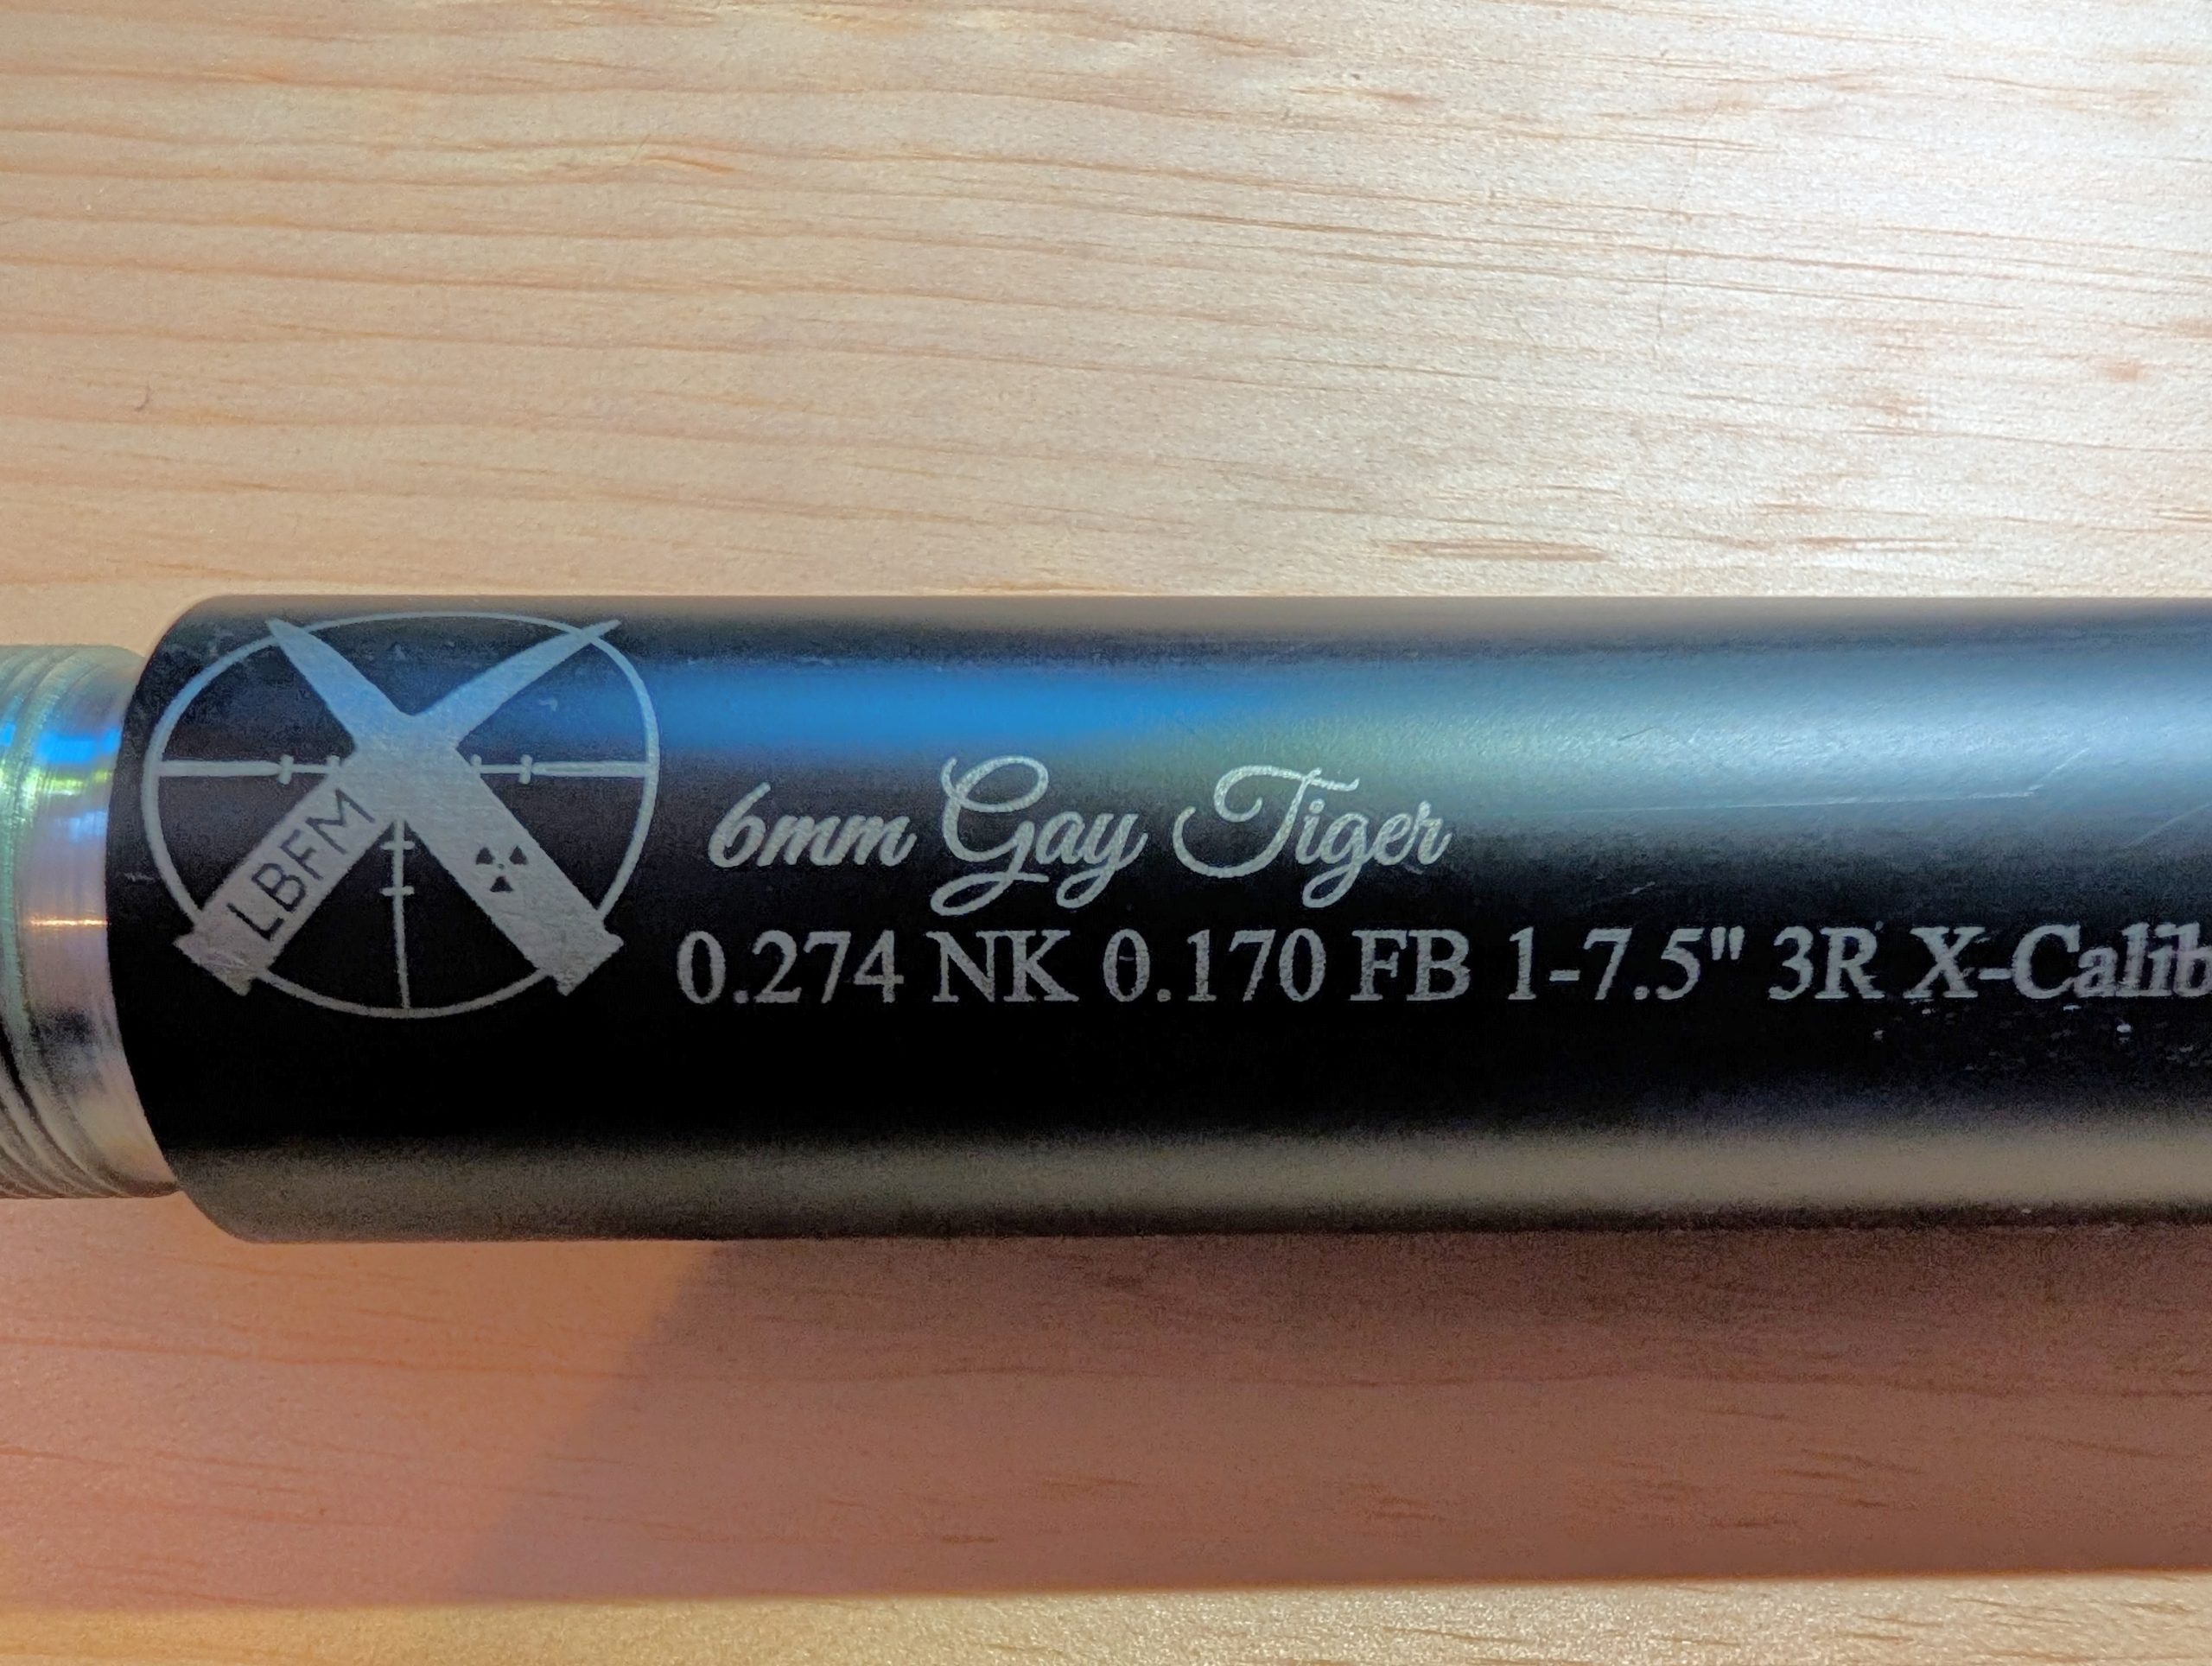 LBFM
6mm Gay Tiger
0.274 NK 0.170 FB 1-7.5" 3R X-Calib